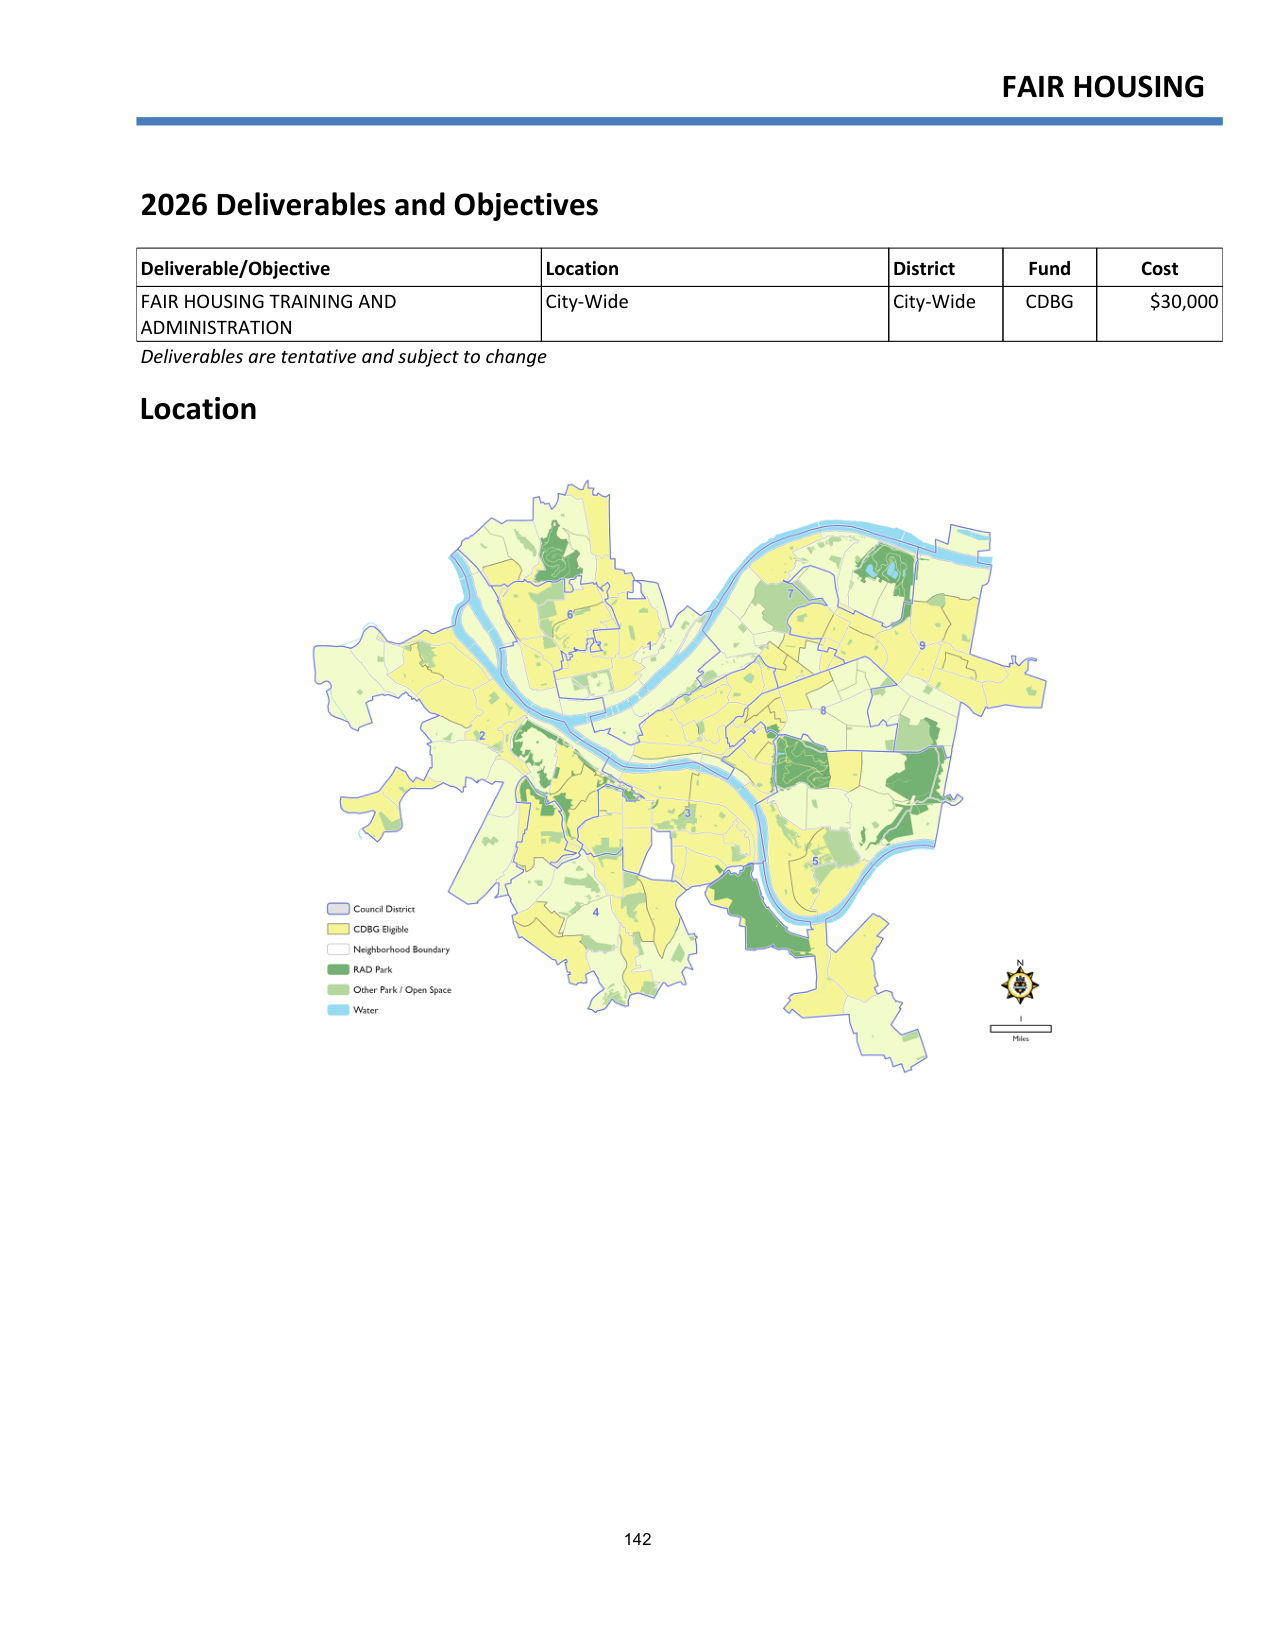 FAIR HOUSING
2026 Deliverables and Objectives
Deliverable/Objective Location District Fund Cost
FAIR HOUSING TRAINING AND City-Wide City-Wide CDBG $30,000
ADMINISTRATION
Deliverables are tentative and subject to change
Location
7
6
1
9
8
2
3
5
4
Council District
CDBG Eligible
Neighborhood Boundary
RAD Park
Other Park / Open Space
Water
N
1
Miles
142